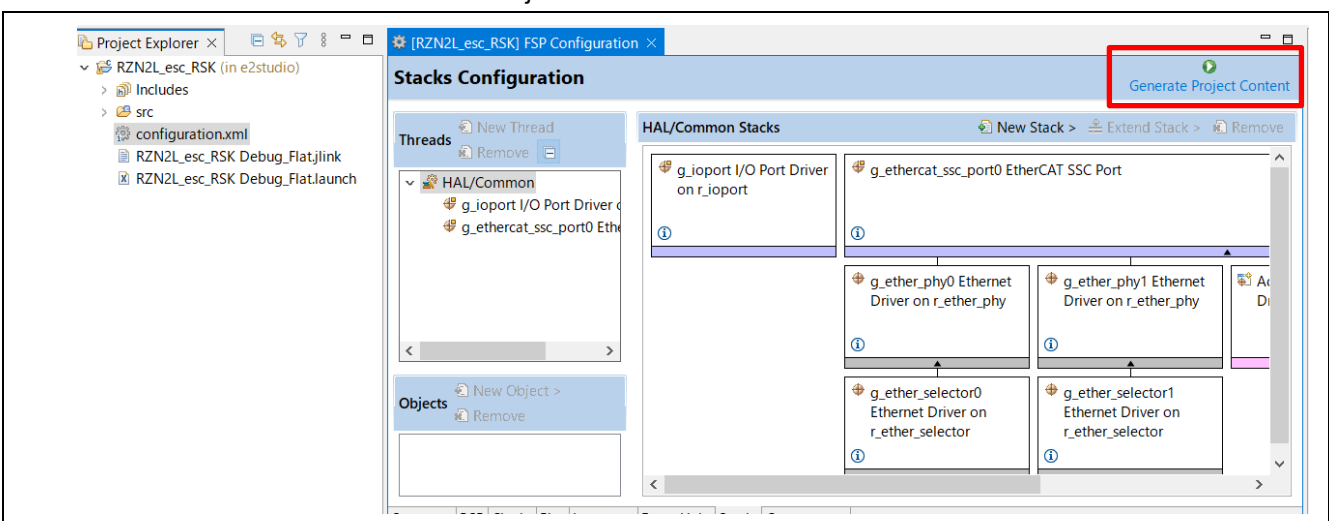 Project Explorer
[RZN2L_esc_RSK] FSP Configuration
RZN2L_esc_RSK (in e2studio)
Includes
src
configuration.xml
RZN2L_esc_RSK Debug_Flat.jlink
RZN2L_esc_RSK Debug_Flat.launch
Stacks Configuration
Generate Project Content
Threads
New Thread
Remove
HAL/Common
g_ioport I/O Port Driver
g_ethercat_ssc_port0
Objects
New Object >
Remove
HAL/Common Stacks
New Stack >
Extend Stack >
Remove
g_ioport I/O Port Driver
on r_ioport
g_ethercat_ssc_port0 EtherCAT SSC Port
g_ether_phy0 Ethernet
Driver on r_ether_phy
g_ether_phy1 Ethernet
Driver on r_ether_phy
g_ether_selector0
Ethernet Driver on
r_ether_selector
g_ether_selector1
Ethernet Driver on
r_ether_selector